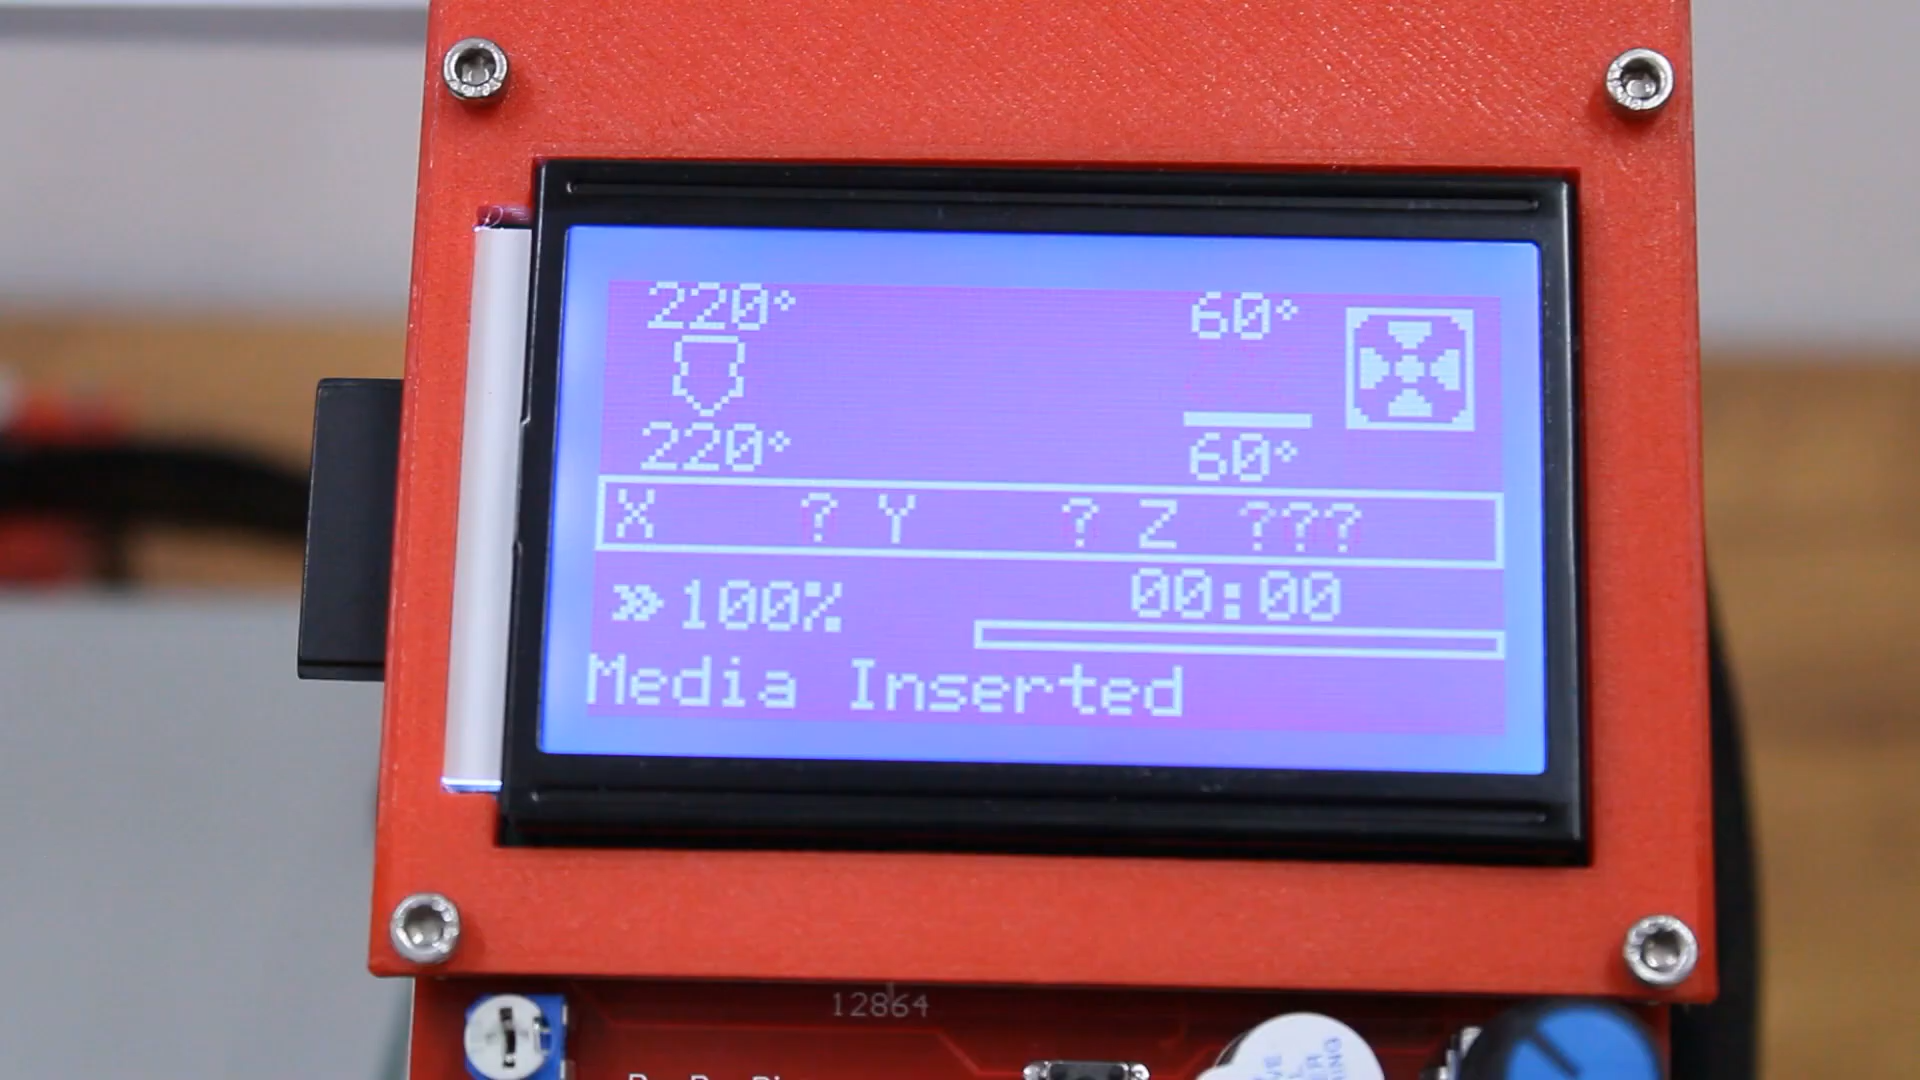 220° 60°
220° 60°
X ? Y ? Z ???
»100% 00:00
Media Inserted
12864